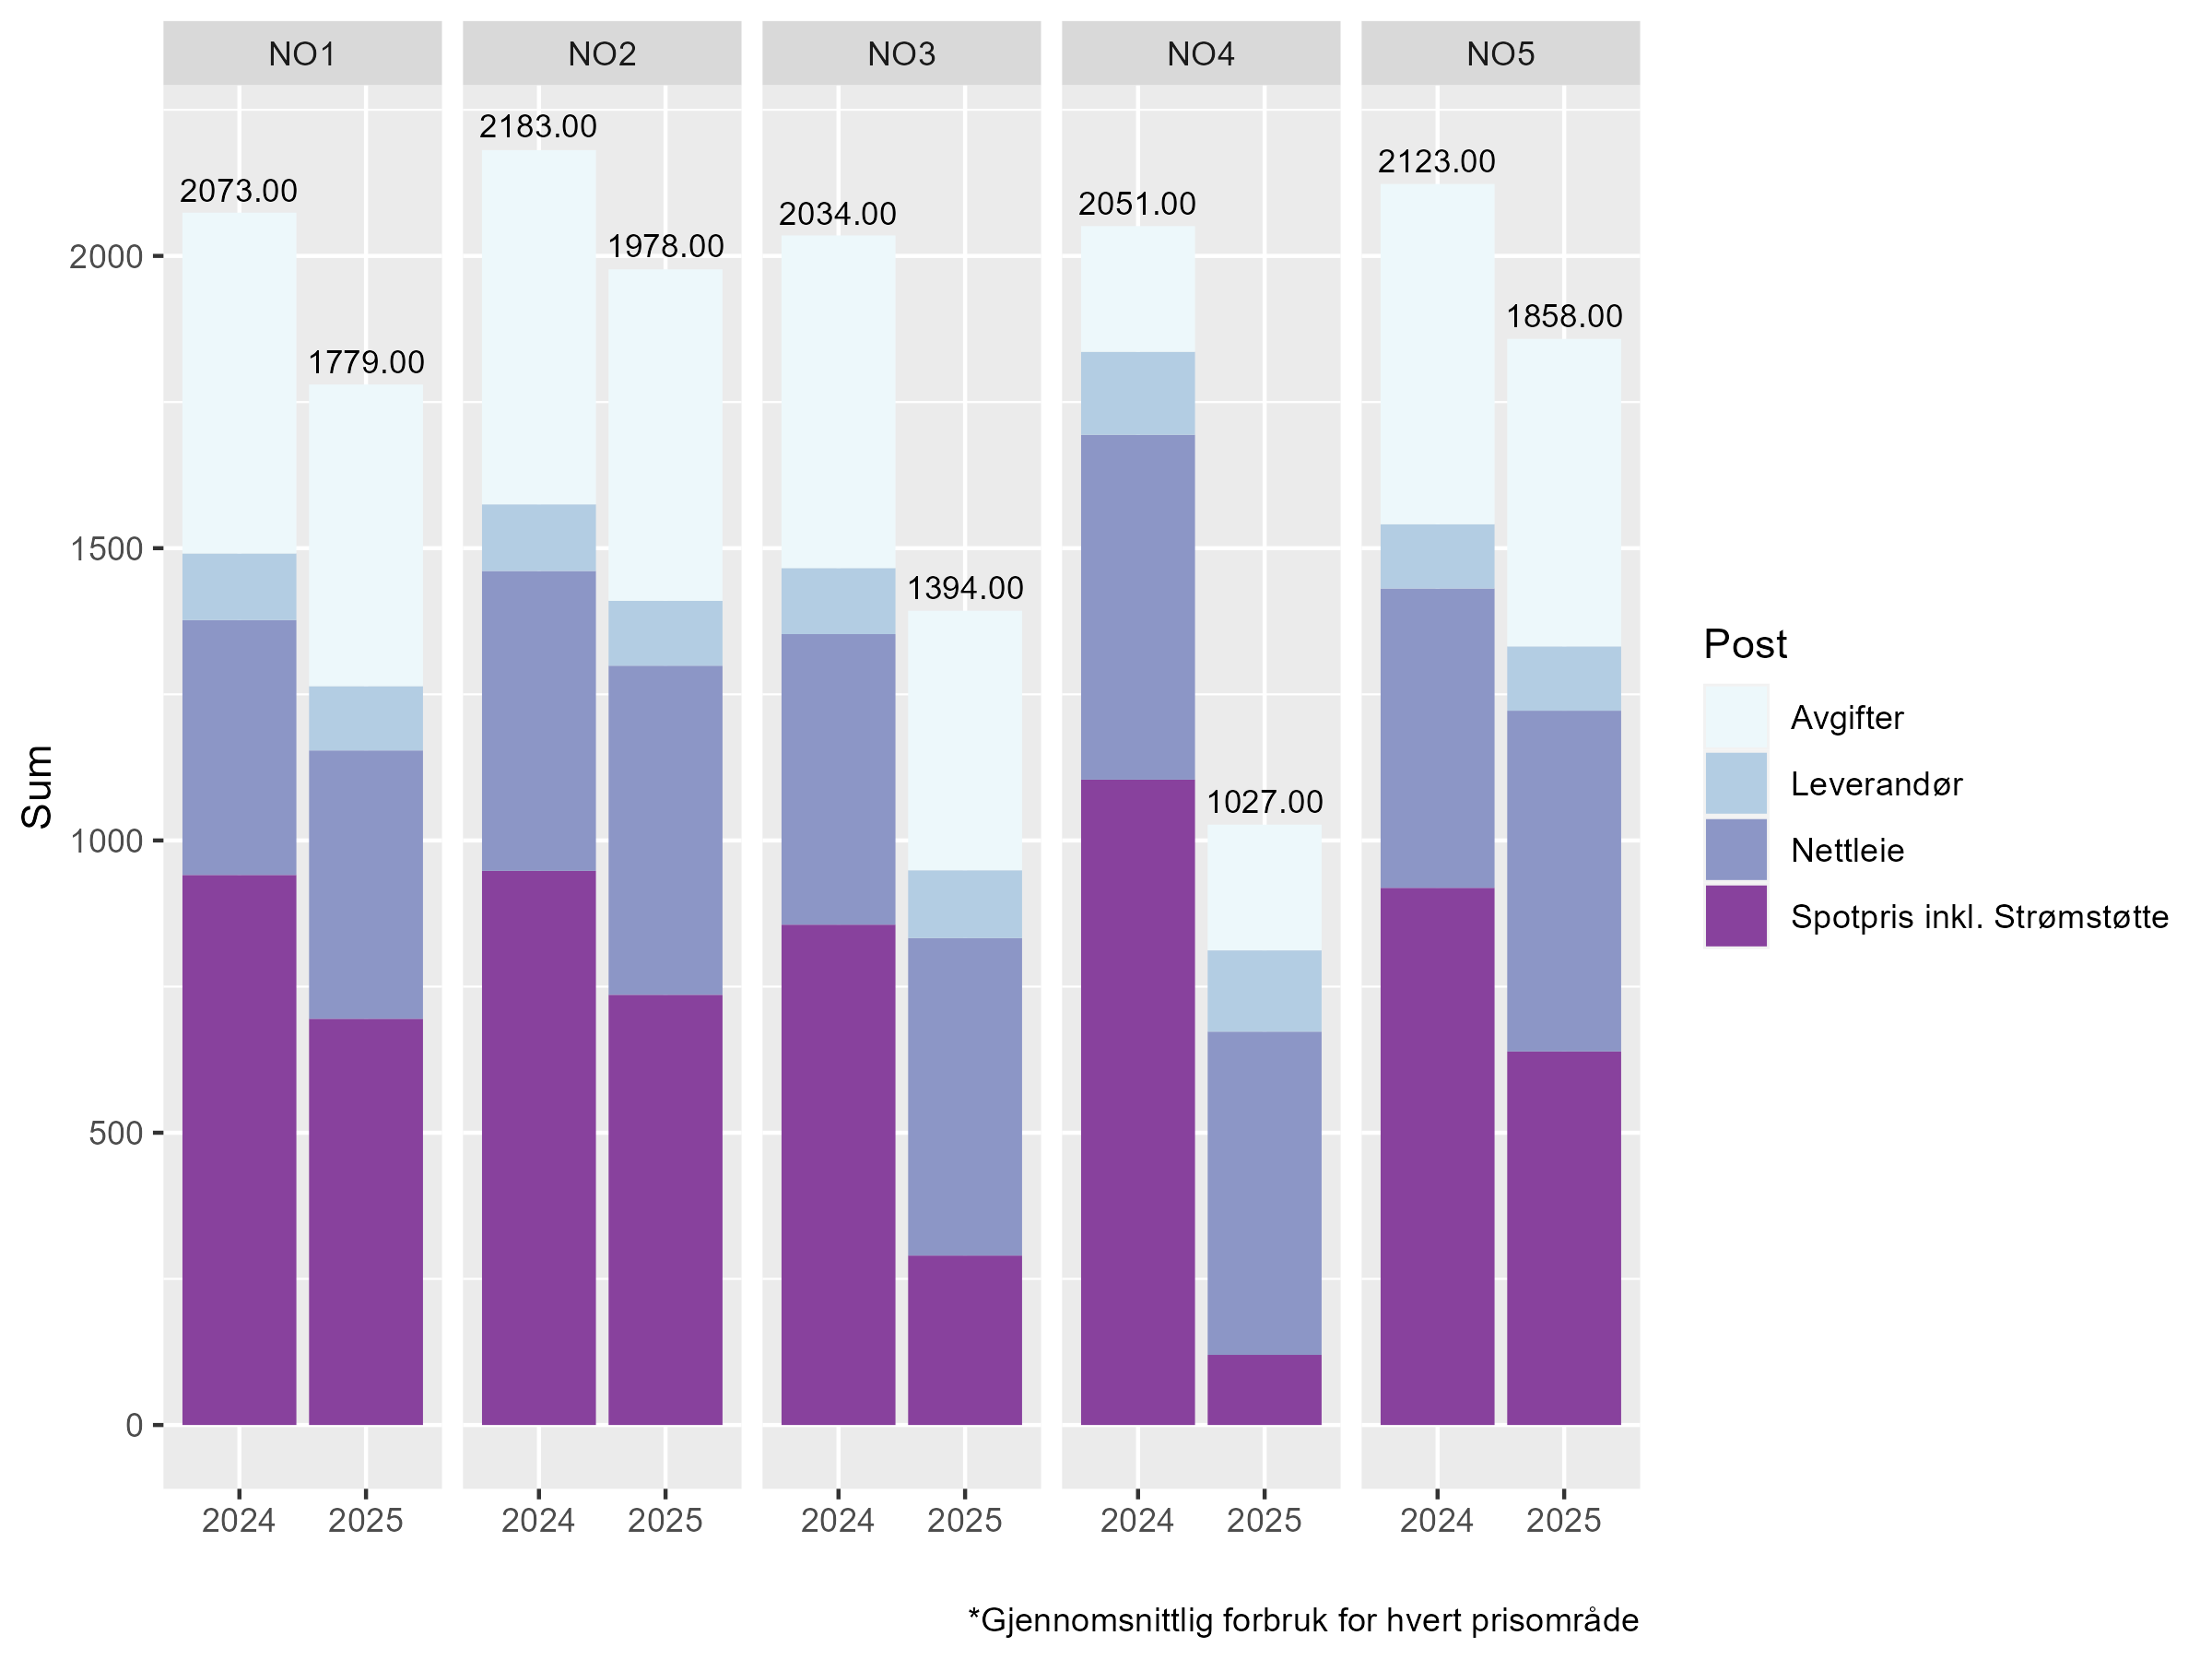 NO1 NO2 NO3 NO4 NO5
2073.00
1779.00
2183.00
1978.00
2034.00
1394.00
2051.00
1027.00
2123.00
1858.00
Sum
2000
1500
1000
500
0
2024 2025 2024 2025 2024 2025 2024 2025 2024 2025
Post
Avgifter
Leverandør
Nettleie
Spotpris inkl. Strømstøtte
*Gjennomsnittlig forbruk for hvert prisområde